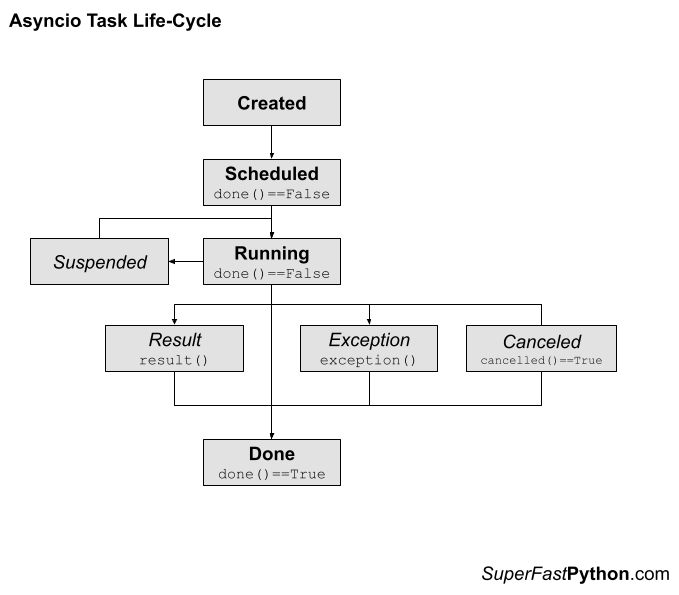 Asyncio Task Life-Cycle
Created
Scheduled
done()==False
Suspended
Running
done()==False
Result
result()
Exception
exception()
Canceled
cancelled()==True
Done
done()==True
SuperFastPython.com